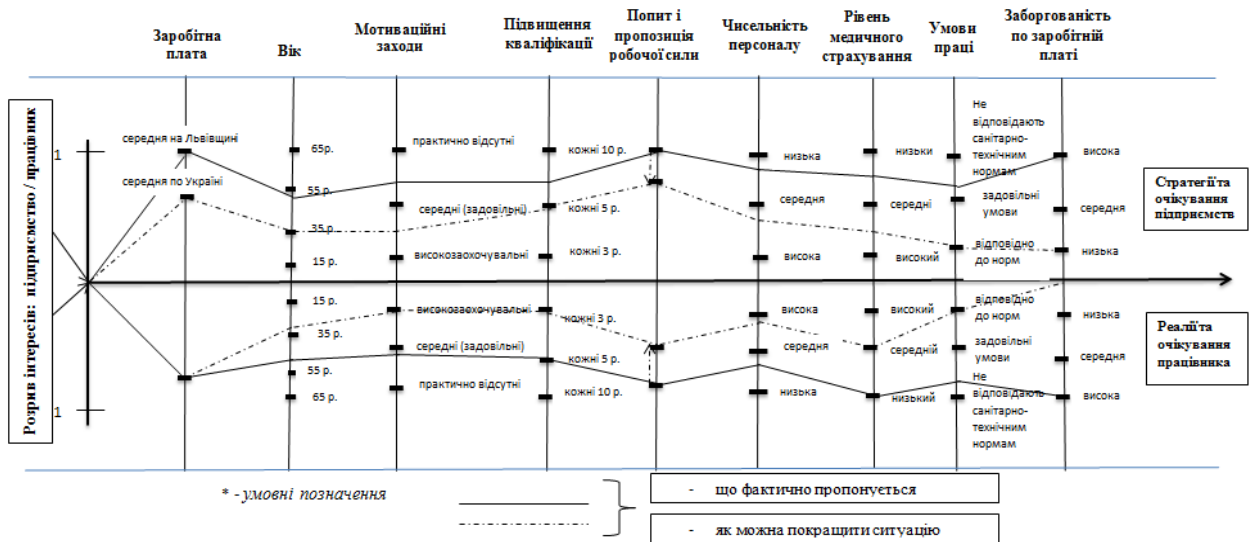 Заробітна
плата
Вік
Мотиваційні
заходи
Підвищення
кваліфікації
Попит і
пропозиція
робочої сили
Чисельність
персоналу
Рівень
медичного
страхування
Умови
праці
Заборгованість
по заробітній
платі
Розрив інтересів: підприємство / працівник
1
1
середня на Львівщині
середня по Україні
65р.
55 р.
35 р.
15 р.
15 р.
35 р.
55 р.
65 р.
практично відсутні
середні (задовільні)
високозаохочувальні
високозаохочувальні
середні (задовільні)
практично відсутні
кожні 10 р.
кожні 5 р.
кожні 3 р.
кожні 3 р.
кожні 5 р.
кожні 10 р.
низька
середня
висока
висока
середня
низька
низьки
середні
високий
високий
середній
низький
Не
відповідають
санітарно-
технічним
нормам
задовільні
умови
відповідно
до норм
відповідно
до норм
задовільні
умови
Не
відповідають
санітарно-
технічним
нормам
висока
середня
низька
низька
середня
висока
Стратегії та
очікування
підприємств
Реалії та
очікування
працівника
* - умовні позначення
- що фактично пропонується
- як можна покращити ситуацію